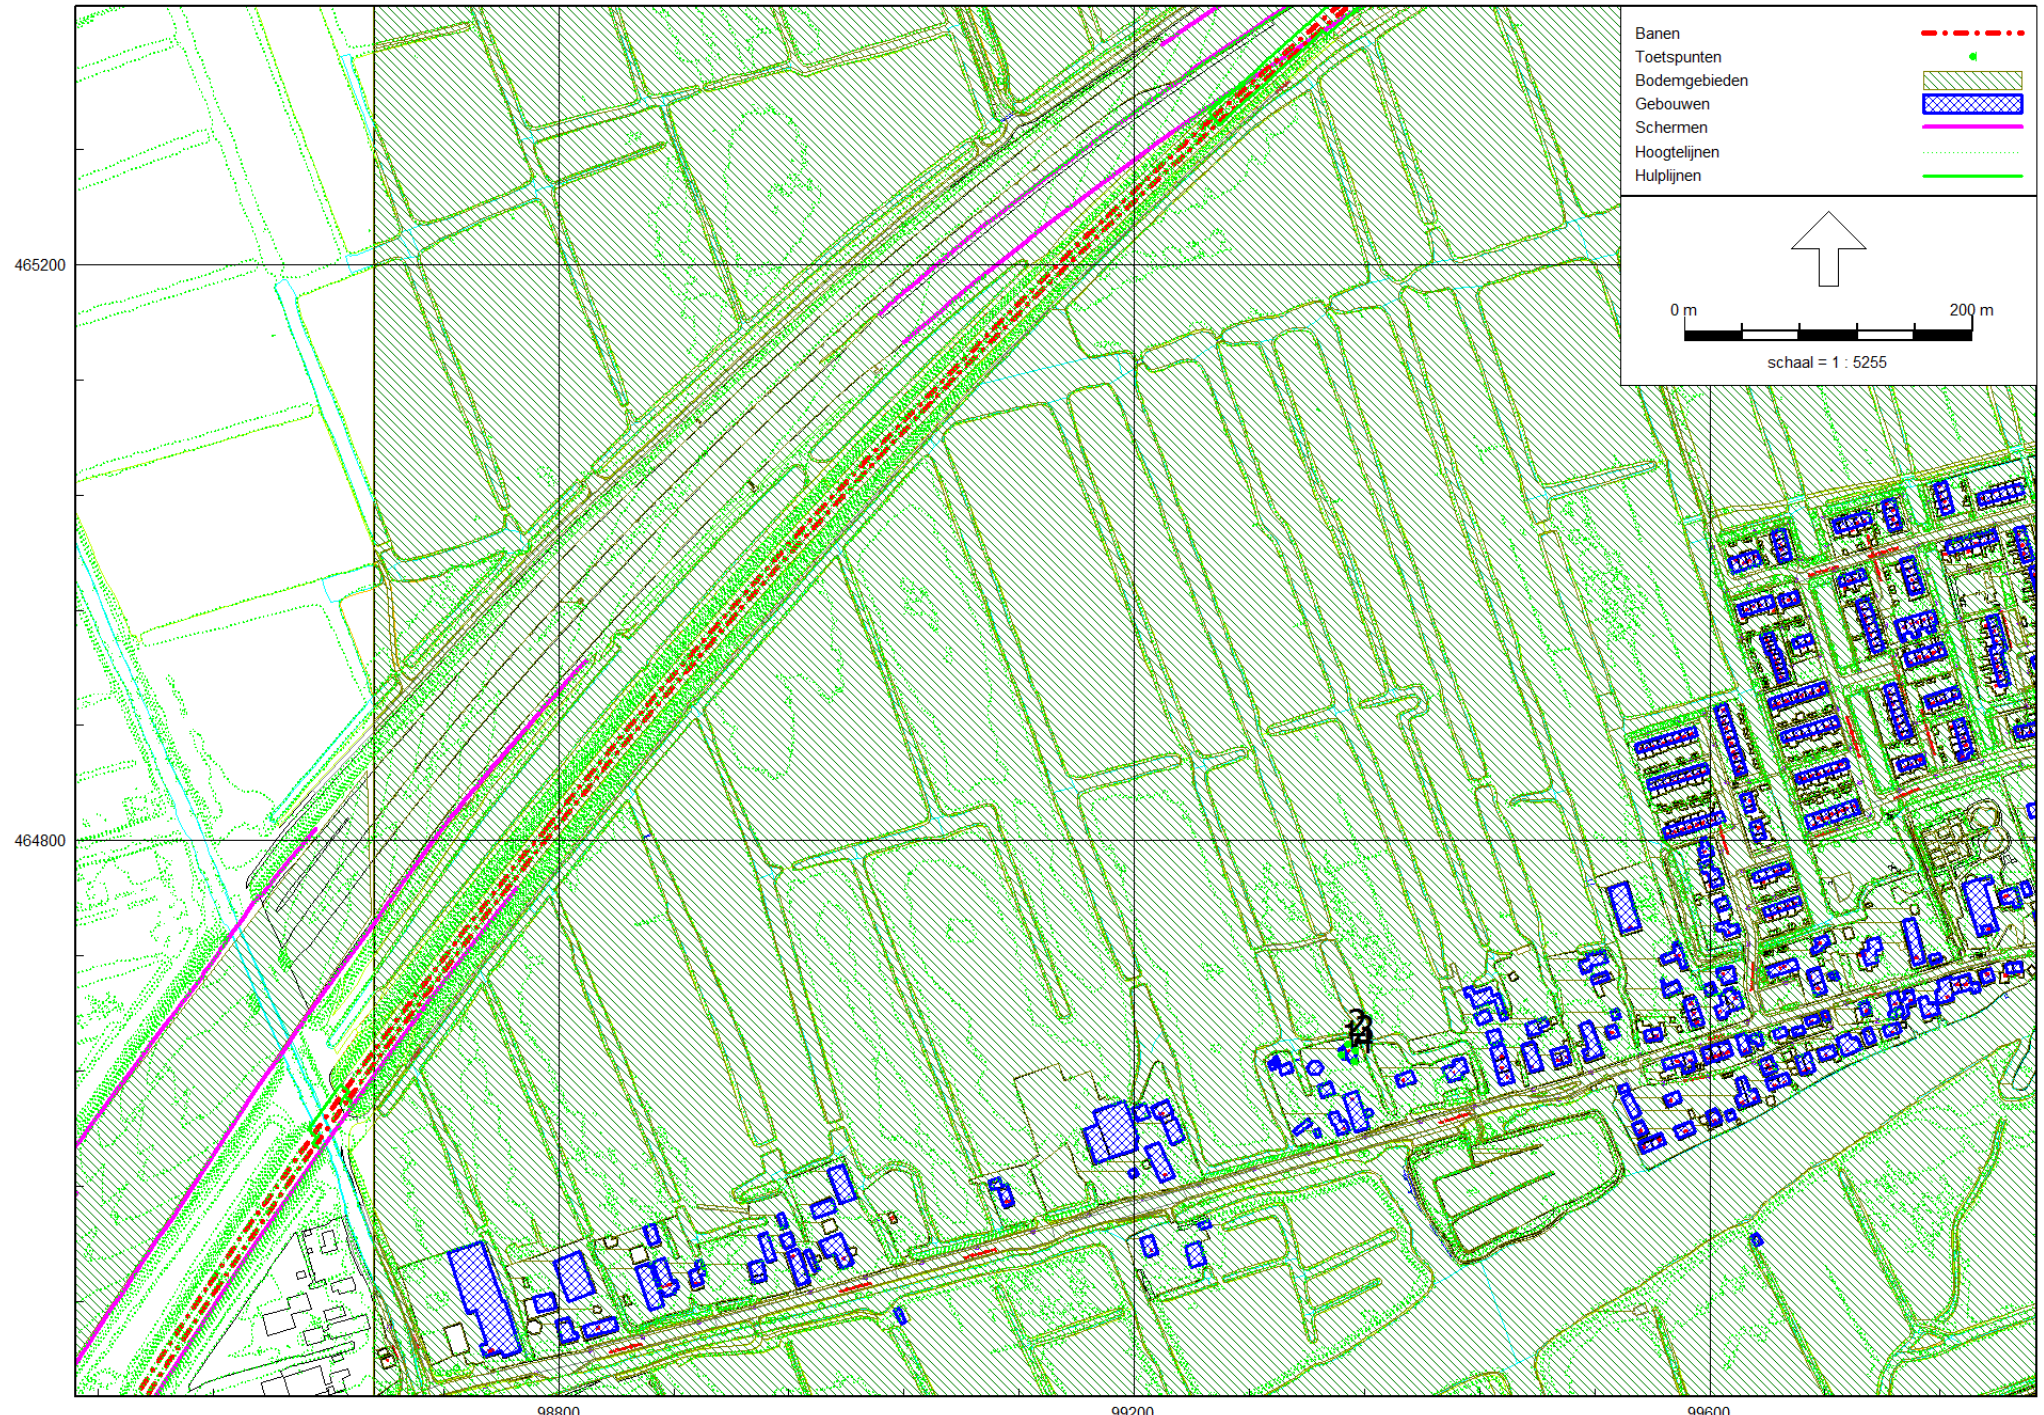 Banen
Toetspunten
Bodemgebieden
Gebouwen
Schermen
Hoogtelijnen
Hulplijnen
0 m 200 m
schaal = 1 : 5255
465200
464800
98800 99200 99600